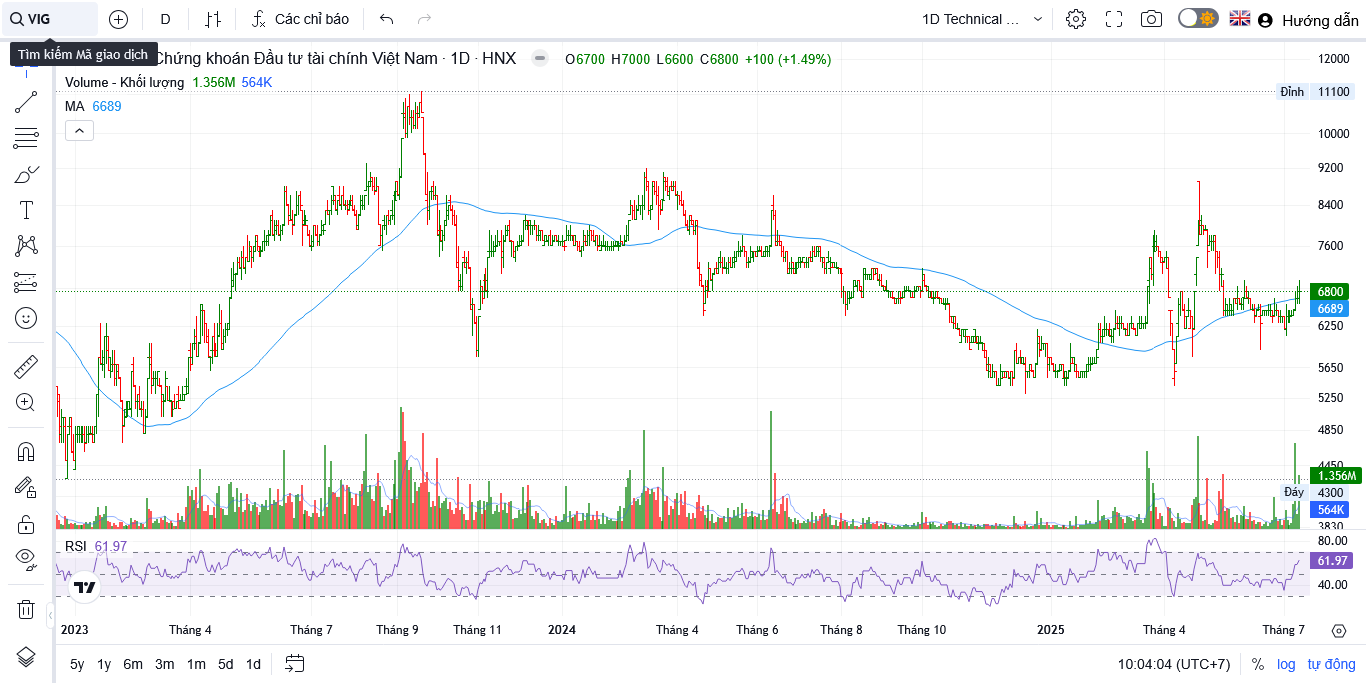 VIG
D
Các chỉ báo
1D Technical ...
Hướng dẫn
Tìm kiếm Mã giao dịch
Chứng khoán Đầu tư tài chính Việt Nam · 1D · HNX
O6700 H7000 L6600 C6800 +100 (+1.49%)
Volume - Khối lượng 1.356M 564K
MA 6689
12000
Đỉnh 11100
10000
9200
8400
7600
6800
6689
6250
5650
5250
4850
4450
1.356M
Đáy 4300
564K
3830
RSI 61.97
80.00
61.97
40.00
2023 Tháng 4 Tháng 7 Tháng 9 Tháng 11 2024 Tháng 4 Tháng 6 Tháng 8 Tháng 10 2025 Tháng 4 Tháng 7
5y 1y 6m 3m 1m 5d 1d
10:04:04 (UTC+7) % log tự động